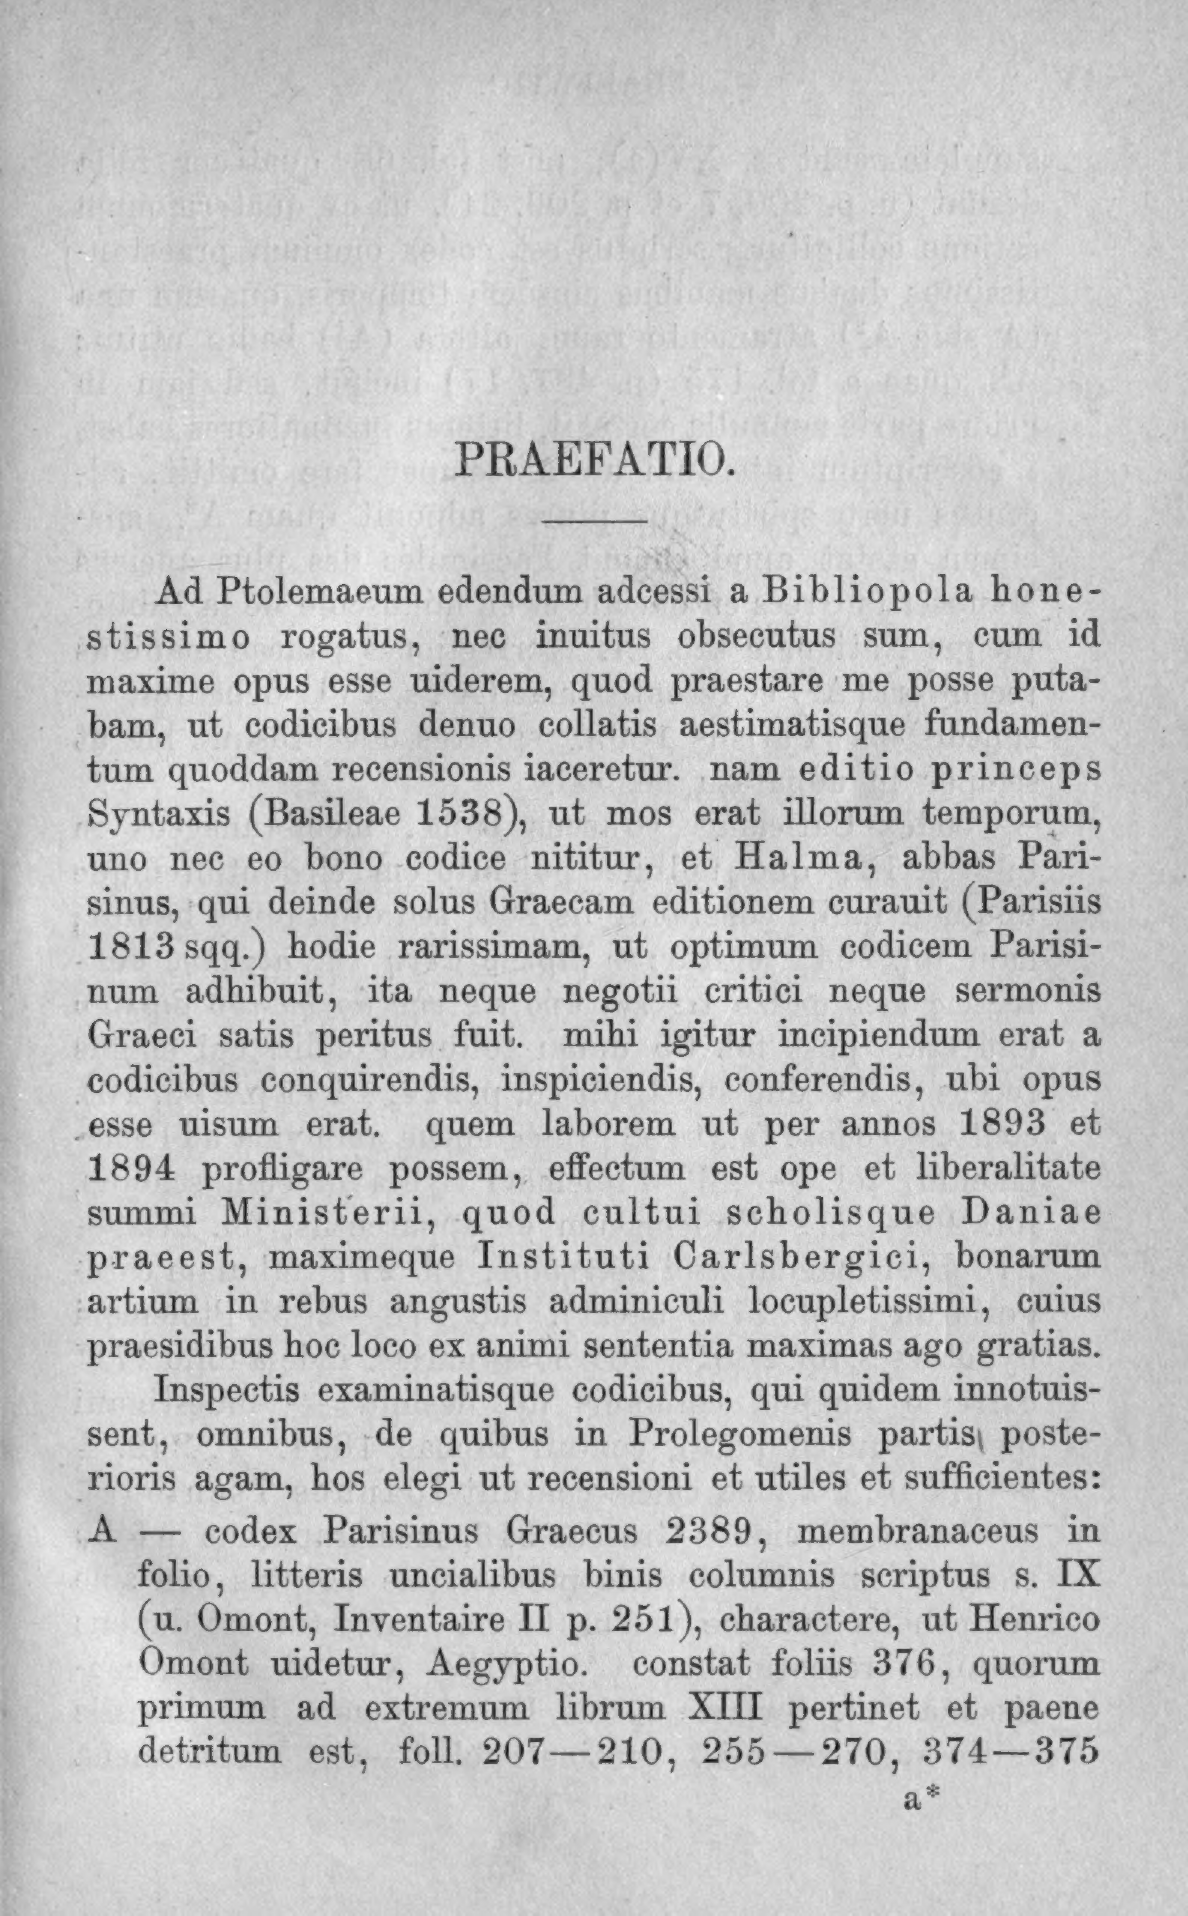 PRAEFATIO.
Ad Ptolemaeum edendum adcessi a Bibliopola hone-
stissimo rogatus, nec inuitus obsecutus sum, cum id
maxime opus esse uiderem, quod praestare me posse puta-
bam, ut codicibus denuo collatis aestimatisque fundamen-
tum quoddam recensionis iaceretur. nam editio princeps
Syntaxis (Basileae 1538), ut mos erat illorum temporum,
uno nec eo bono codice nititur, et Halma, abbas Pari-
sinus, qui deinde solus Graecam editionem curauit (Parisiis
1813 sqq.) hodie rarissimam, ut optimum codicem Parisi-
num adhibuit, ita neque negotii critici neque sermonis
Graeci satis peritus fuit. mihi igitur incipiendum erat a
codicibus conquirendis, inspiciendis, conferendis, ubi opus
esse uisum erat. quem laborem ut per annos 1893 et
1894 profligare possem, effectum est ope et liberalitate
summi Ministerii, quod cultui scholisque Daniae
praeest, maximeque Instituti Carlsbergici, bonarum
artium in rebus angustis adminiculi locupletissimi, cuius
praesidibus hoc loco ex animi sententia maximas ago gratias.
Inspectis examinatisque codicibus, qui quidem innotuis-
sent, omnibus, de quibus in Prolegomenis partis poste-
rioris agam, hos elegi ut recensioni et utiles et sufficientes:
A — codex Parisinus Graecus 2389, membranaceus in
folio, litteris uncialibus binis columnis scriptus s. IX
(u. Omont, Inventaire II p. 251), charactere, ut Henrico
Omont uidetur, Aegyptio. constat foliis 376, quorum
primum ad extremum librum XIII pertinet et paene
detritum est, foll. 207—210, 255—270, 374—375
a*